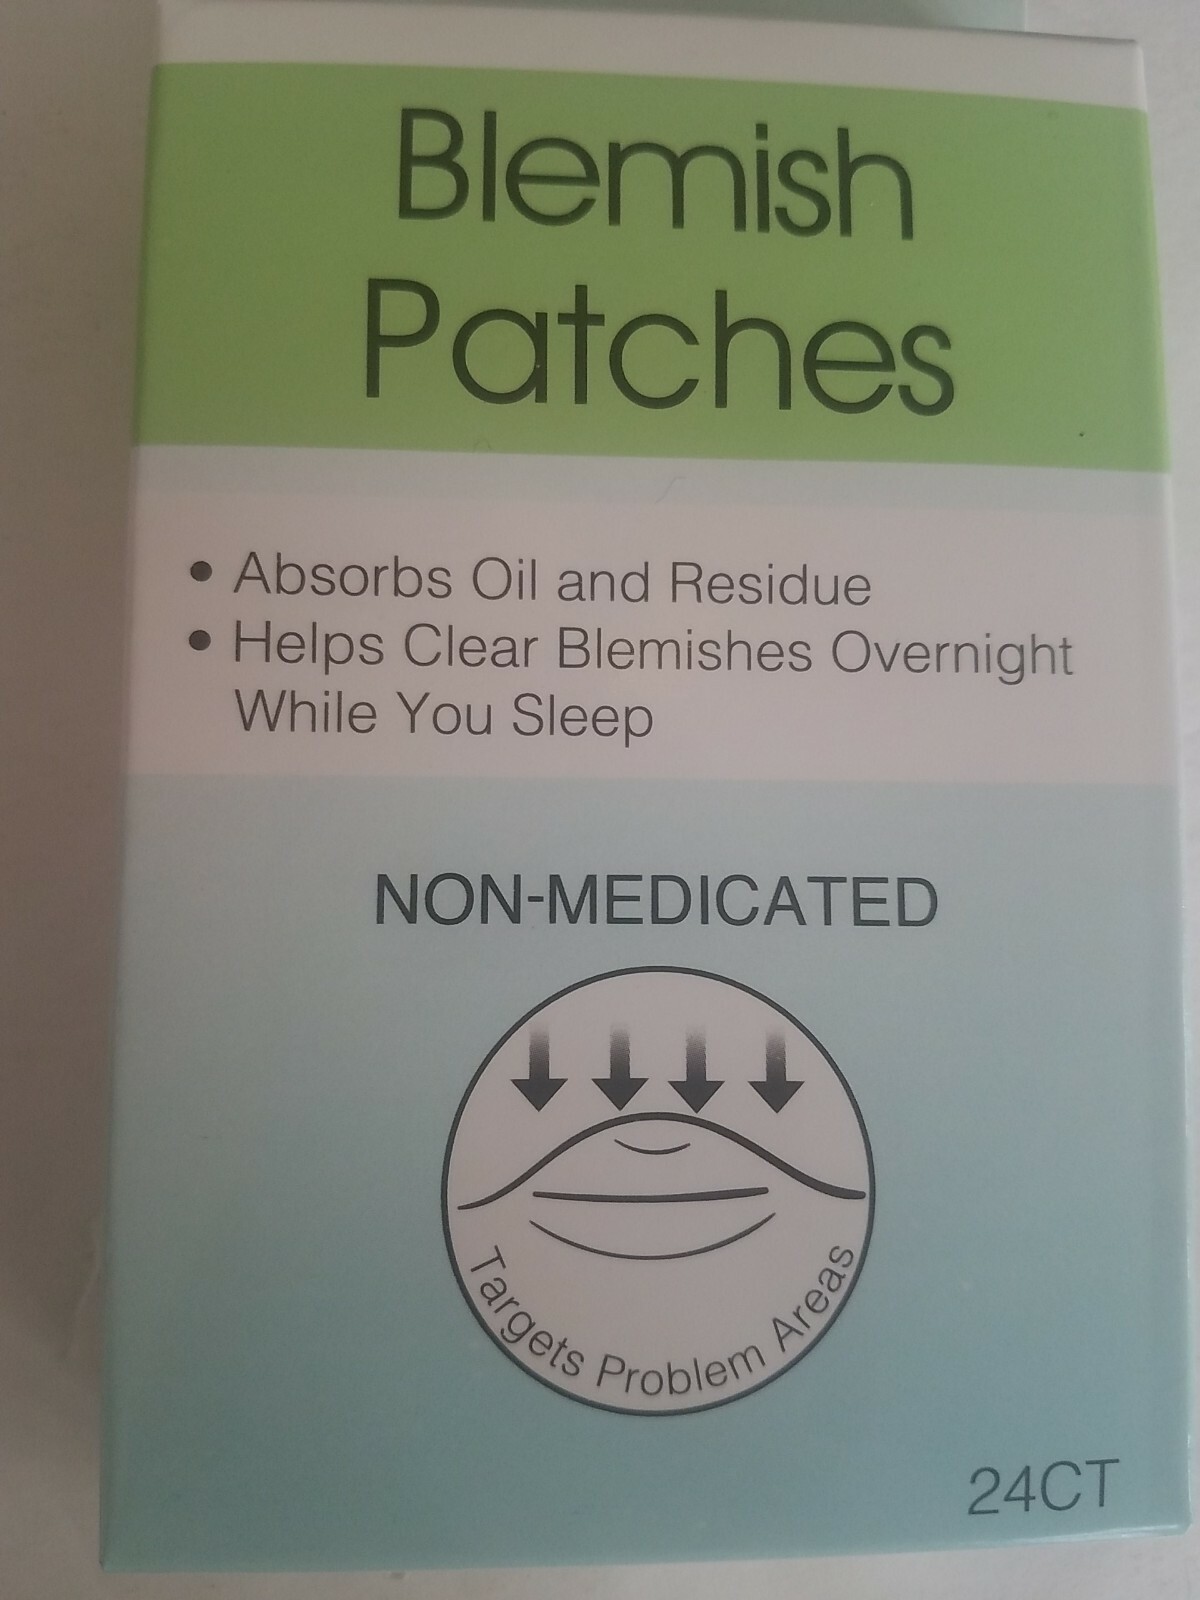 Blemish
Patches
• Absorbs Oil and Residue
• Helps Clear Blemishes Overnight
While You Sleep
NON-MEDICATED
Targets Problem Areas
24CT